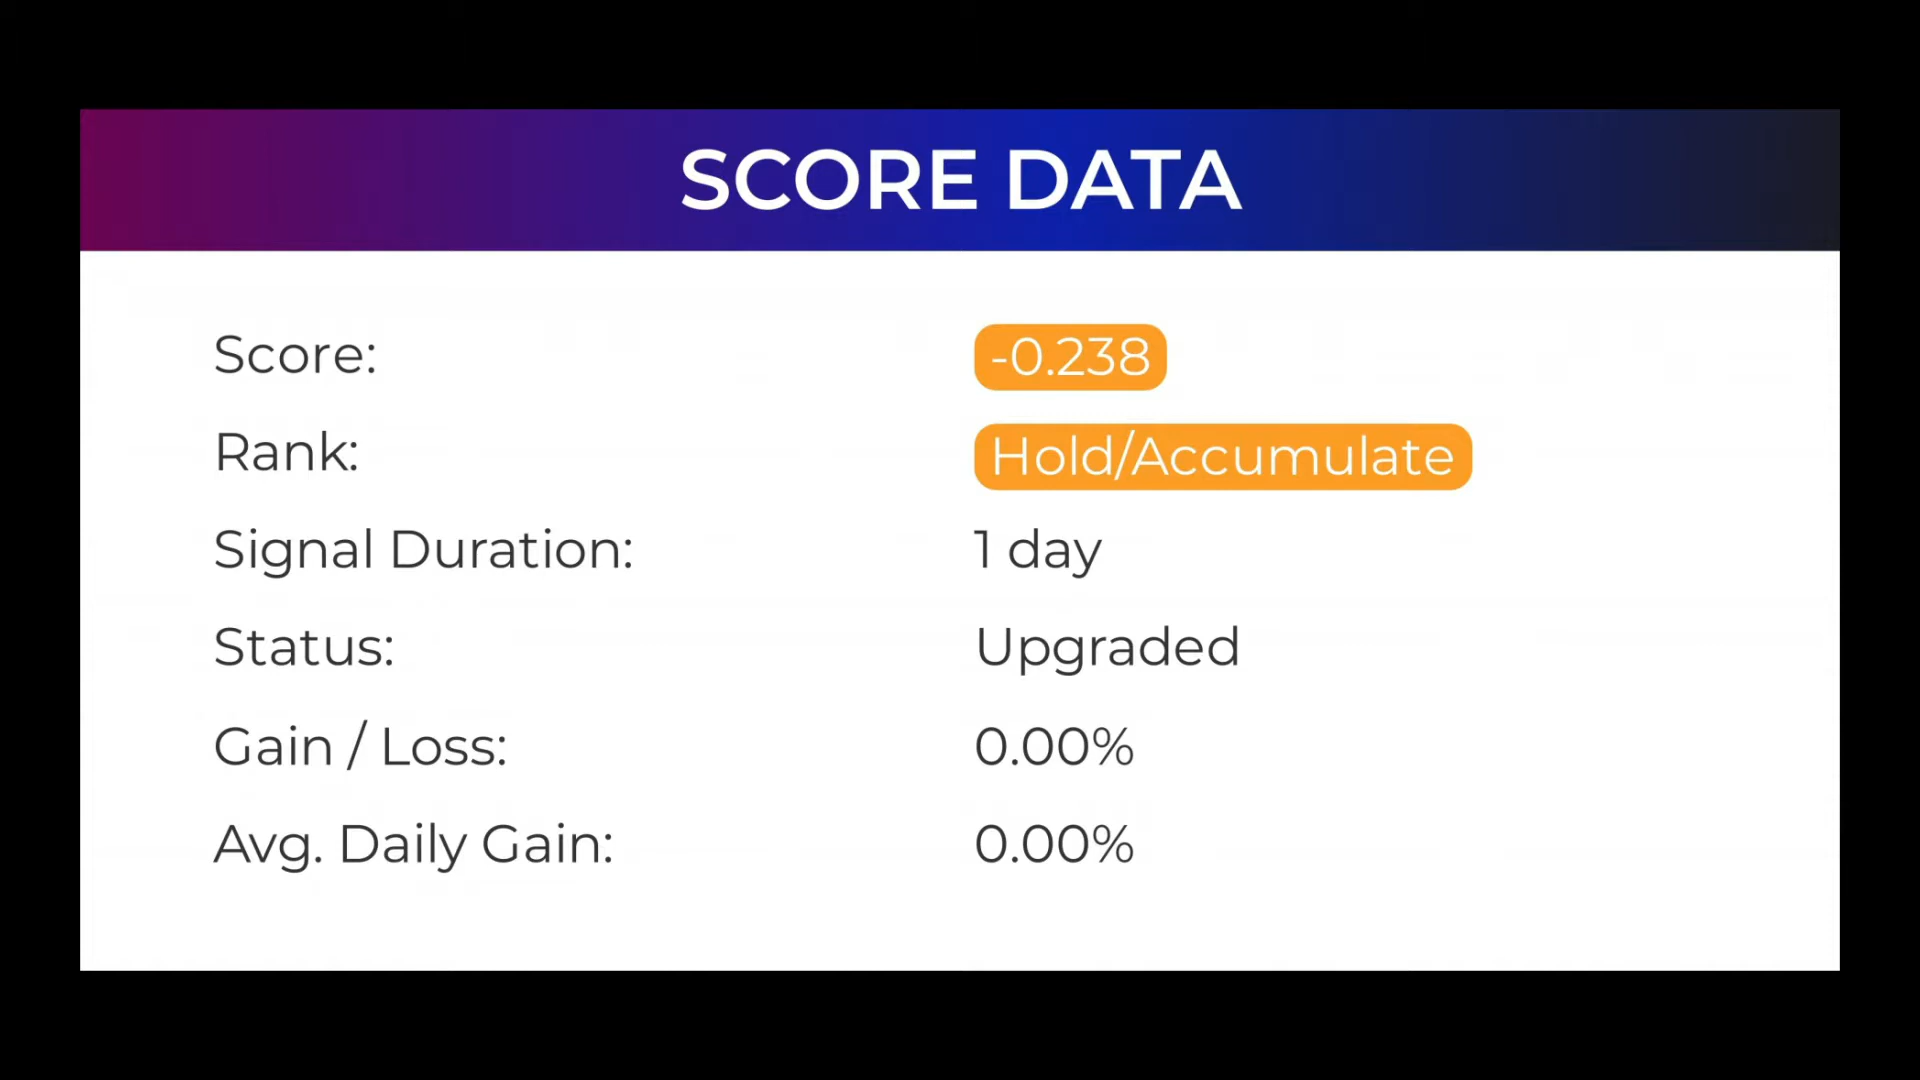 SCORE DATA
Score: -0.238
Rank: Hold/Accumulate
Signal Duration: 1 day
Status: Upgraded
Gain / Loss: 0.00%
Avg. Daily Gain: 0.00%